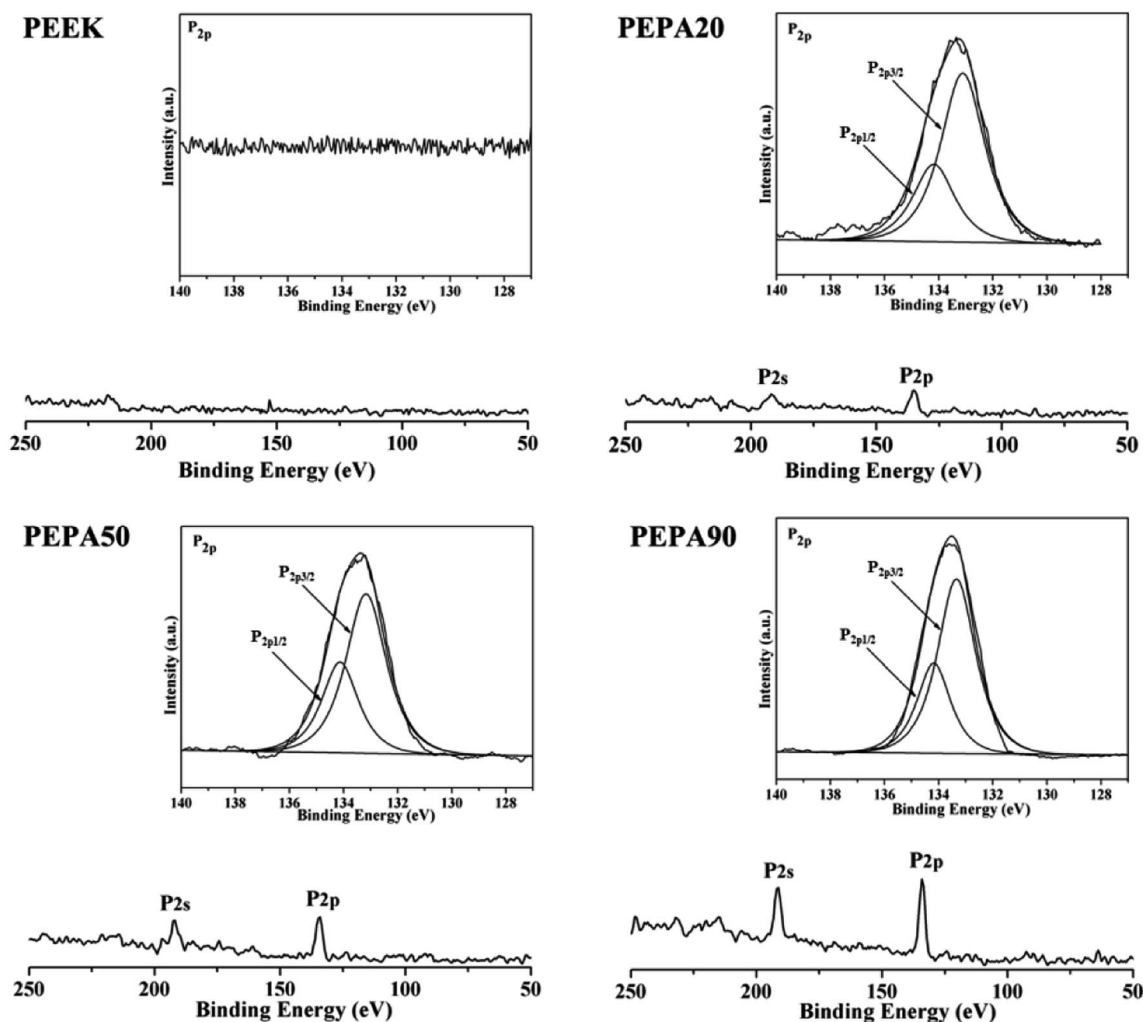 PEEK
P2p
Intensity (a.u.)
140 138 136 134 132 130 128
Binding Energy (eV)
250 200 150 100 50
Binding Energy (eV)
PEPA20
P2p
P2p3/2
P2p1/2
Intensity (a.u.)
140 138 136 134 132 130 128
Binding Energy (eV)
P2s P2p
250 200 150 100 50
Binding Energy (eV)
PEPA50
P2p
P2p3/2
P2p1/2
Intensity (a.u.)
140 138 136 134 132 130 128
Binding Energy (eV)
P2s P2p
250 200 150 100 50
Binding Energy (eV)
PEPA90
P2p
P2p3/2
P2p1/2
Intensity (a.u.)
140 138 136 134 132 130 128
Binding Energy (eV)
P2s P2p
250 200 150 100 50
Binding Energy (eV)